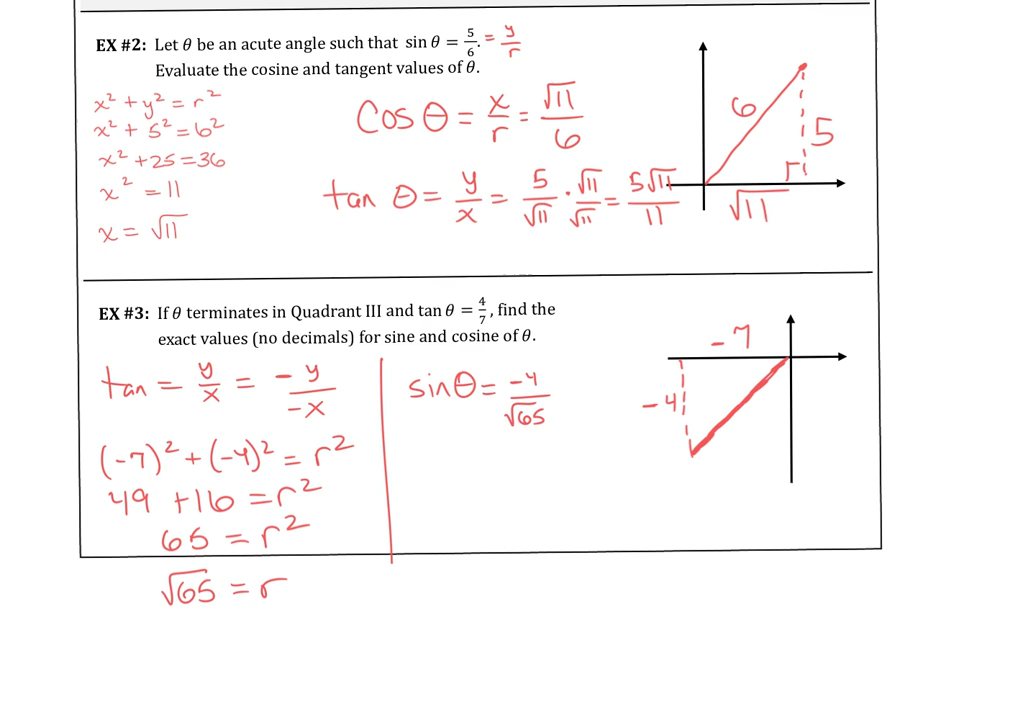 EX #2: Let θ be an acute angle such that sin θ = 5/6. = y/r
Evaluate the cosine and tangent values of θ.
x² + y² = r²
x² + 5² = 6²
x² + 25 = 36
x² = 11
x = √11
cos θ = x/r = √11/6
tan θ = y/x = 5/√11 · √11/√11 = 5√11/11
6
5
√11
EX #3: If θ terminates in Quadrant III and tan θ = 4/7, find the
exact values (no decimals) for sine and cosine of θ.
tan = y/x = -y/-x
(-7)² + (-4)² = r²
49 + 16 = r²
65 = r²
√65 = r
sin θ = -4/√65
-7
-4